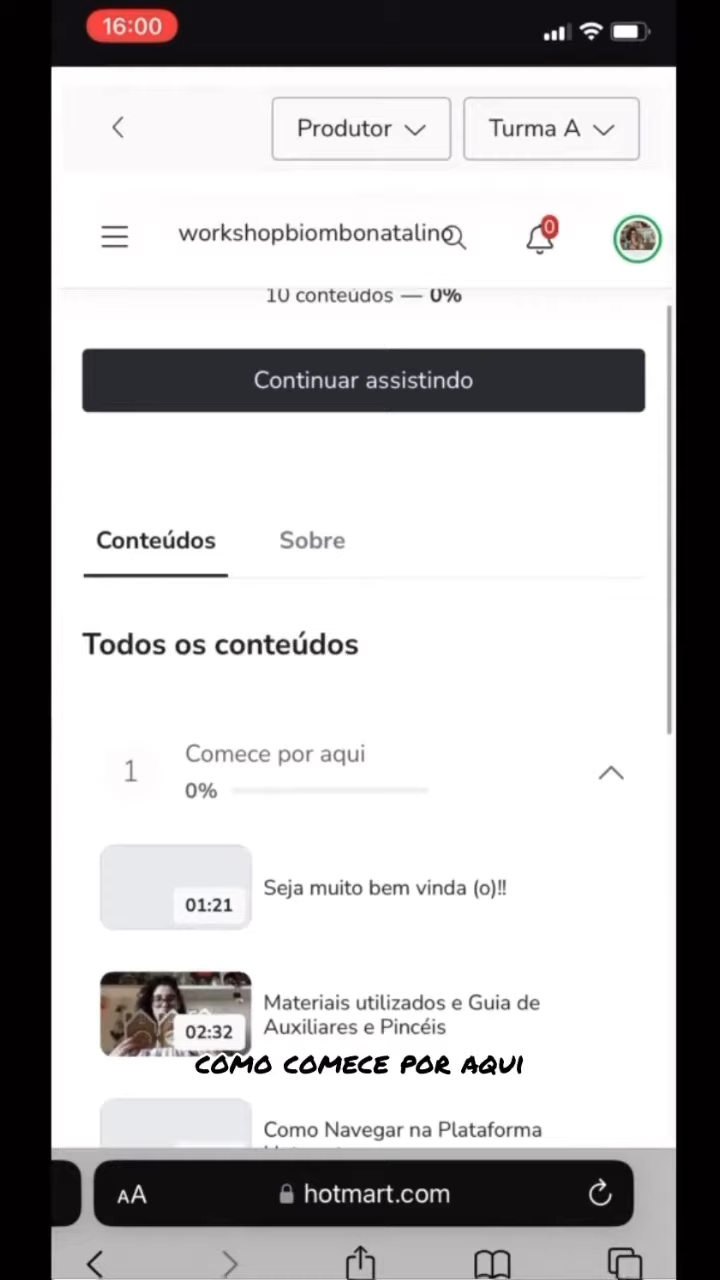 16:00
Produtor
Turma A
workshopbiombonatalino
0
10 conteúdos — 0%
Continuar assistindo
Conteúdos
Sobre
Todos os conteúdos
1
Comece por aqui
0%
01:21
Seja muito bem vinda (o)!!
02:32
Materiais utilizados e Guia de
Auxiliares e Pincéis
COMO COMECE POR AQUI
Como Navegar na Plataforma
AA
hotmart.com